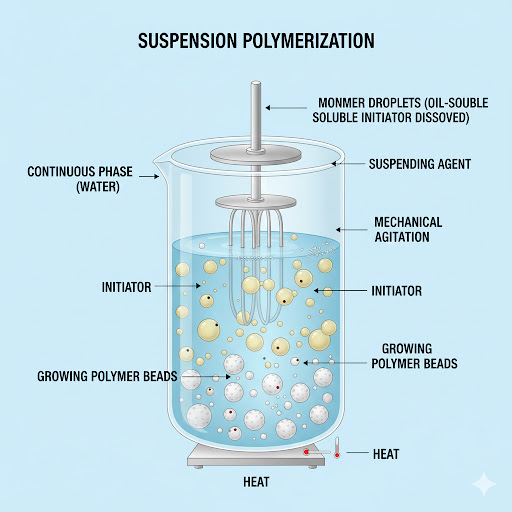 SUSPENSION POLYMERIZATION
MONMER DROPLETS (OIL-SOUBLE
SOLUBLE INITIATOR DISSOVED)
CONTINUOUS PHASE
(WATER)
SUSPENDING AGENT
MECHANICAL
AGITATION
INITIATOR
INITIATOR
GROWING
POLYMER BEADS
GROWING POLYMER BEADS
HEAT
HEAT